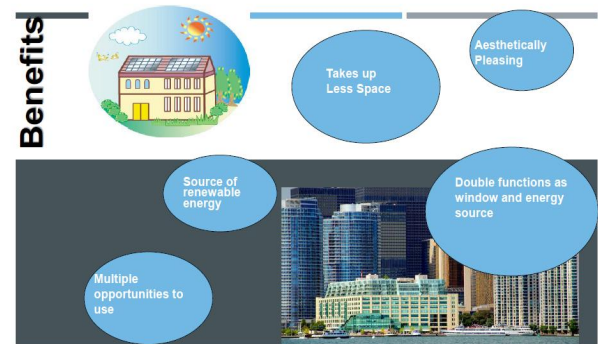 Benefits
Takes up
Less Space
Aesthetically
Pleasing
Source of
renewable
energy
Double functions as
window and energy
source
Multiple
opportunities to
use